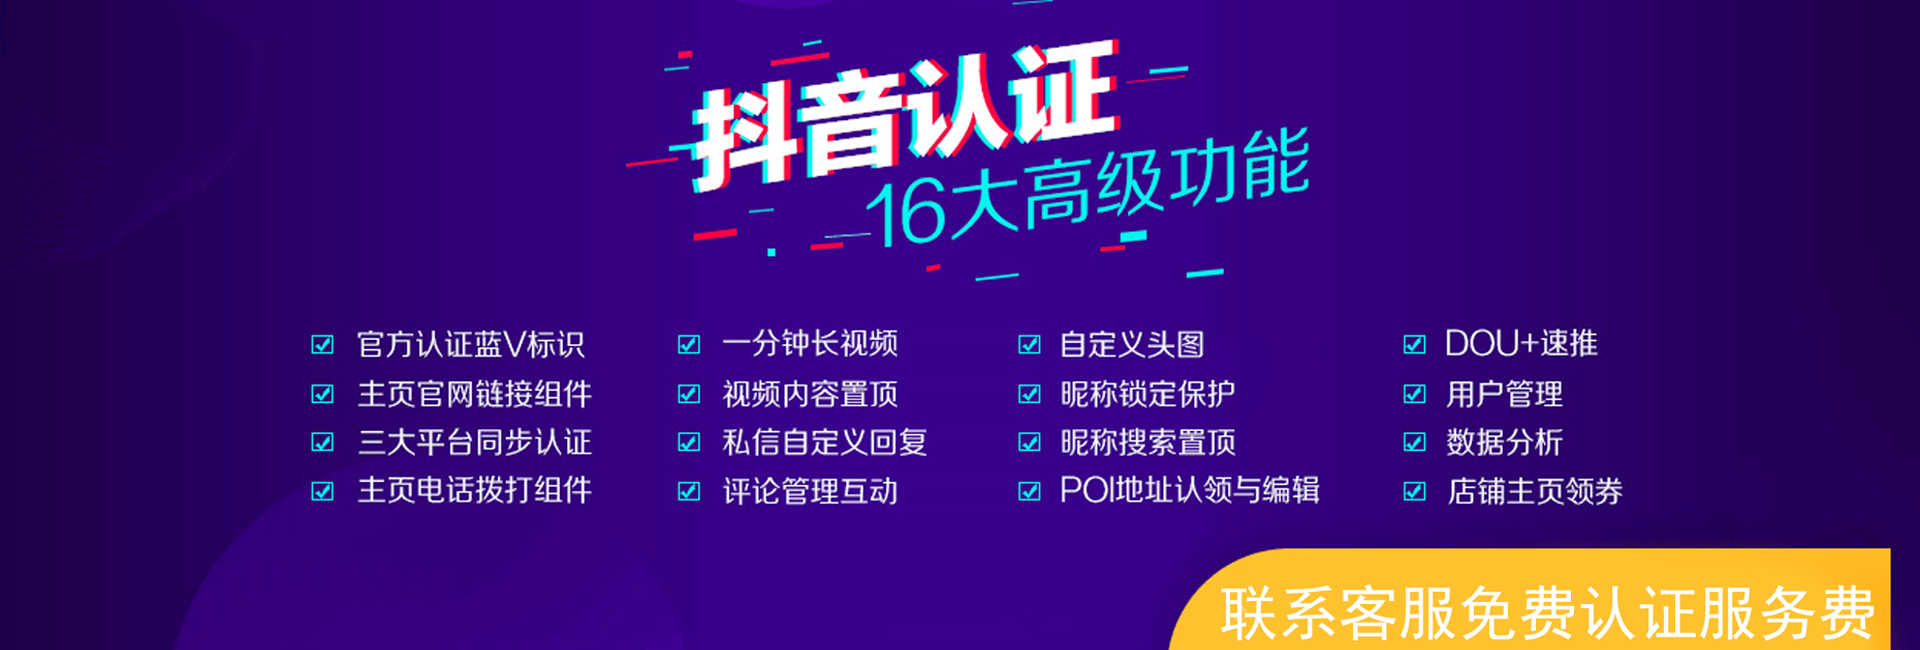 抖音认证
16大高级功能
官方认证蓝V标识
一分钟长视频
自定义头图
DOU+速推
主页官网链接组件
视频内容置顶
昵称锁定保护
用户管理
三大平台同步认证
私信自定义回复
昵称搜索置顶
数据分析
主页电话拨打组件
评论管理互动
POI地址认领与编辑
店铺主页领券
联系客服免费认证服务费